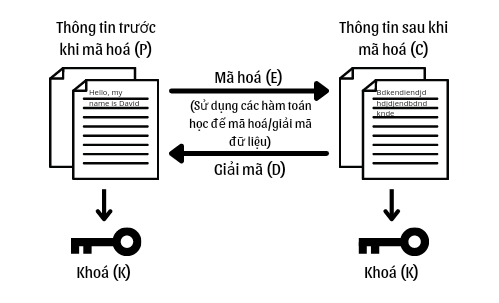 Thông tin trước
khi mã hoá (P)
Thông tin sau khi
mã hoá (C)
Hello, my
name is David
Mã hoá (E)
(Sử dụng các hàm toán
học để mã hoá/giải mã
dữ liệu)
Giải mã (D)
Bdkendiendjd
hdjdjendbdnd
knde
Khoá (K)
Khoá (K)